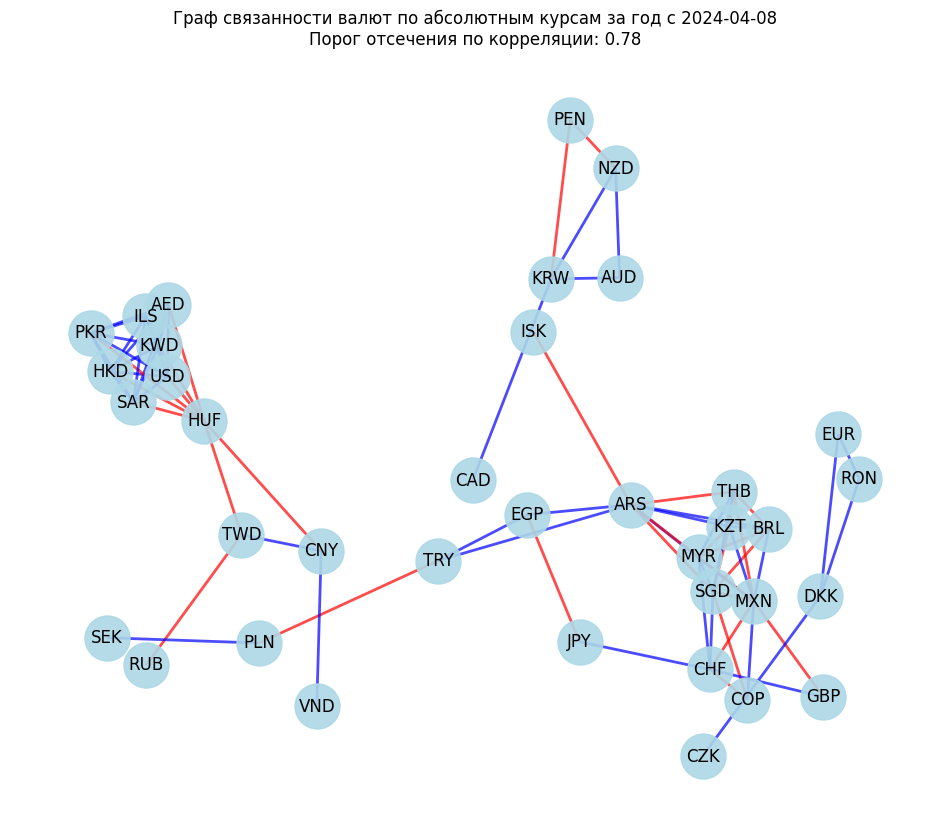 Граф связанности валют по абсолютным курсам за год с 2024-04-08
Порог отсечения по корреляции: 0.78
PEN
NZD
KRW
AUD
AED
ILS
PKR
ISK
KWD
HKD
USD
SAR
HUF
EUR
CAD
RON
THB
ARS
EGP
KZT
BRL
TWD
CNY
MYR
TRY
SGD
DKK
MXN
SEK
PLN
JPY
RUB
CHF
GBP
COP
VND
CZK